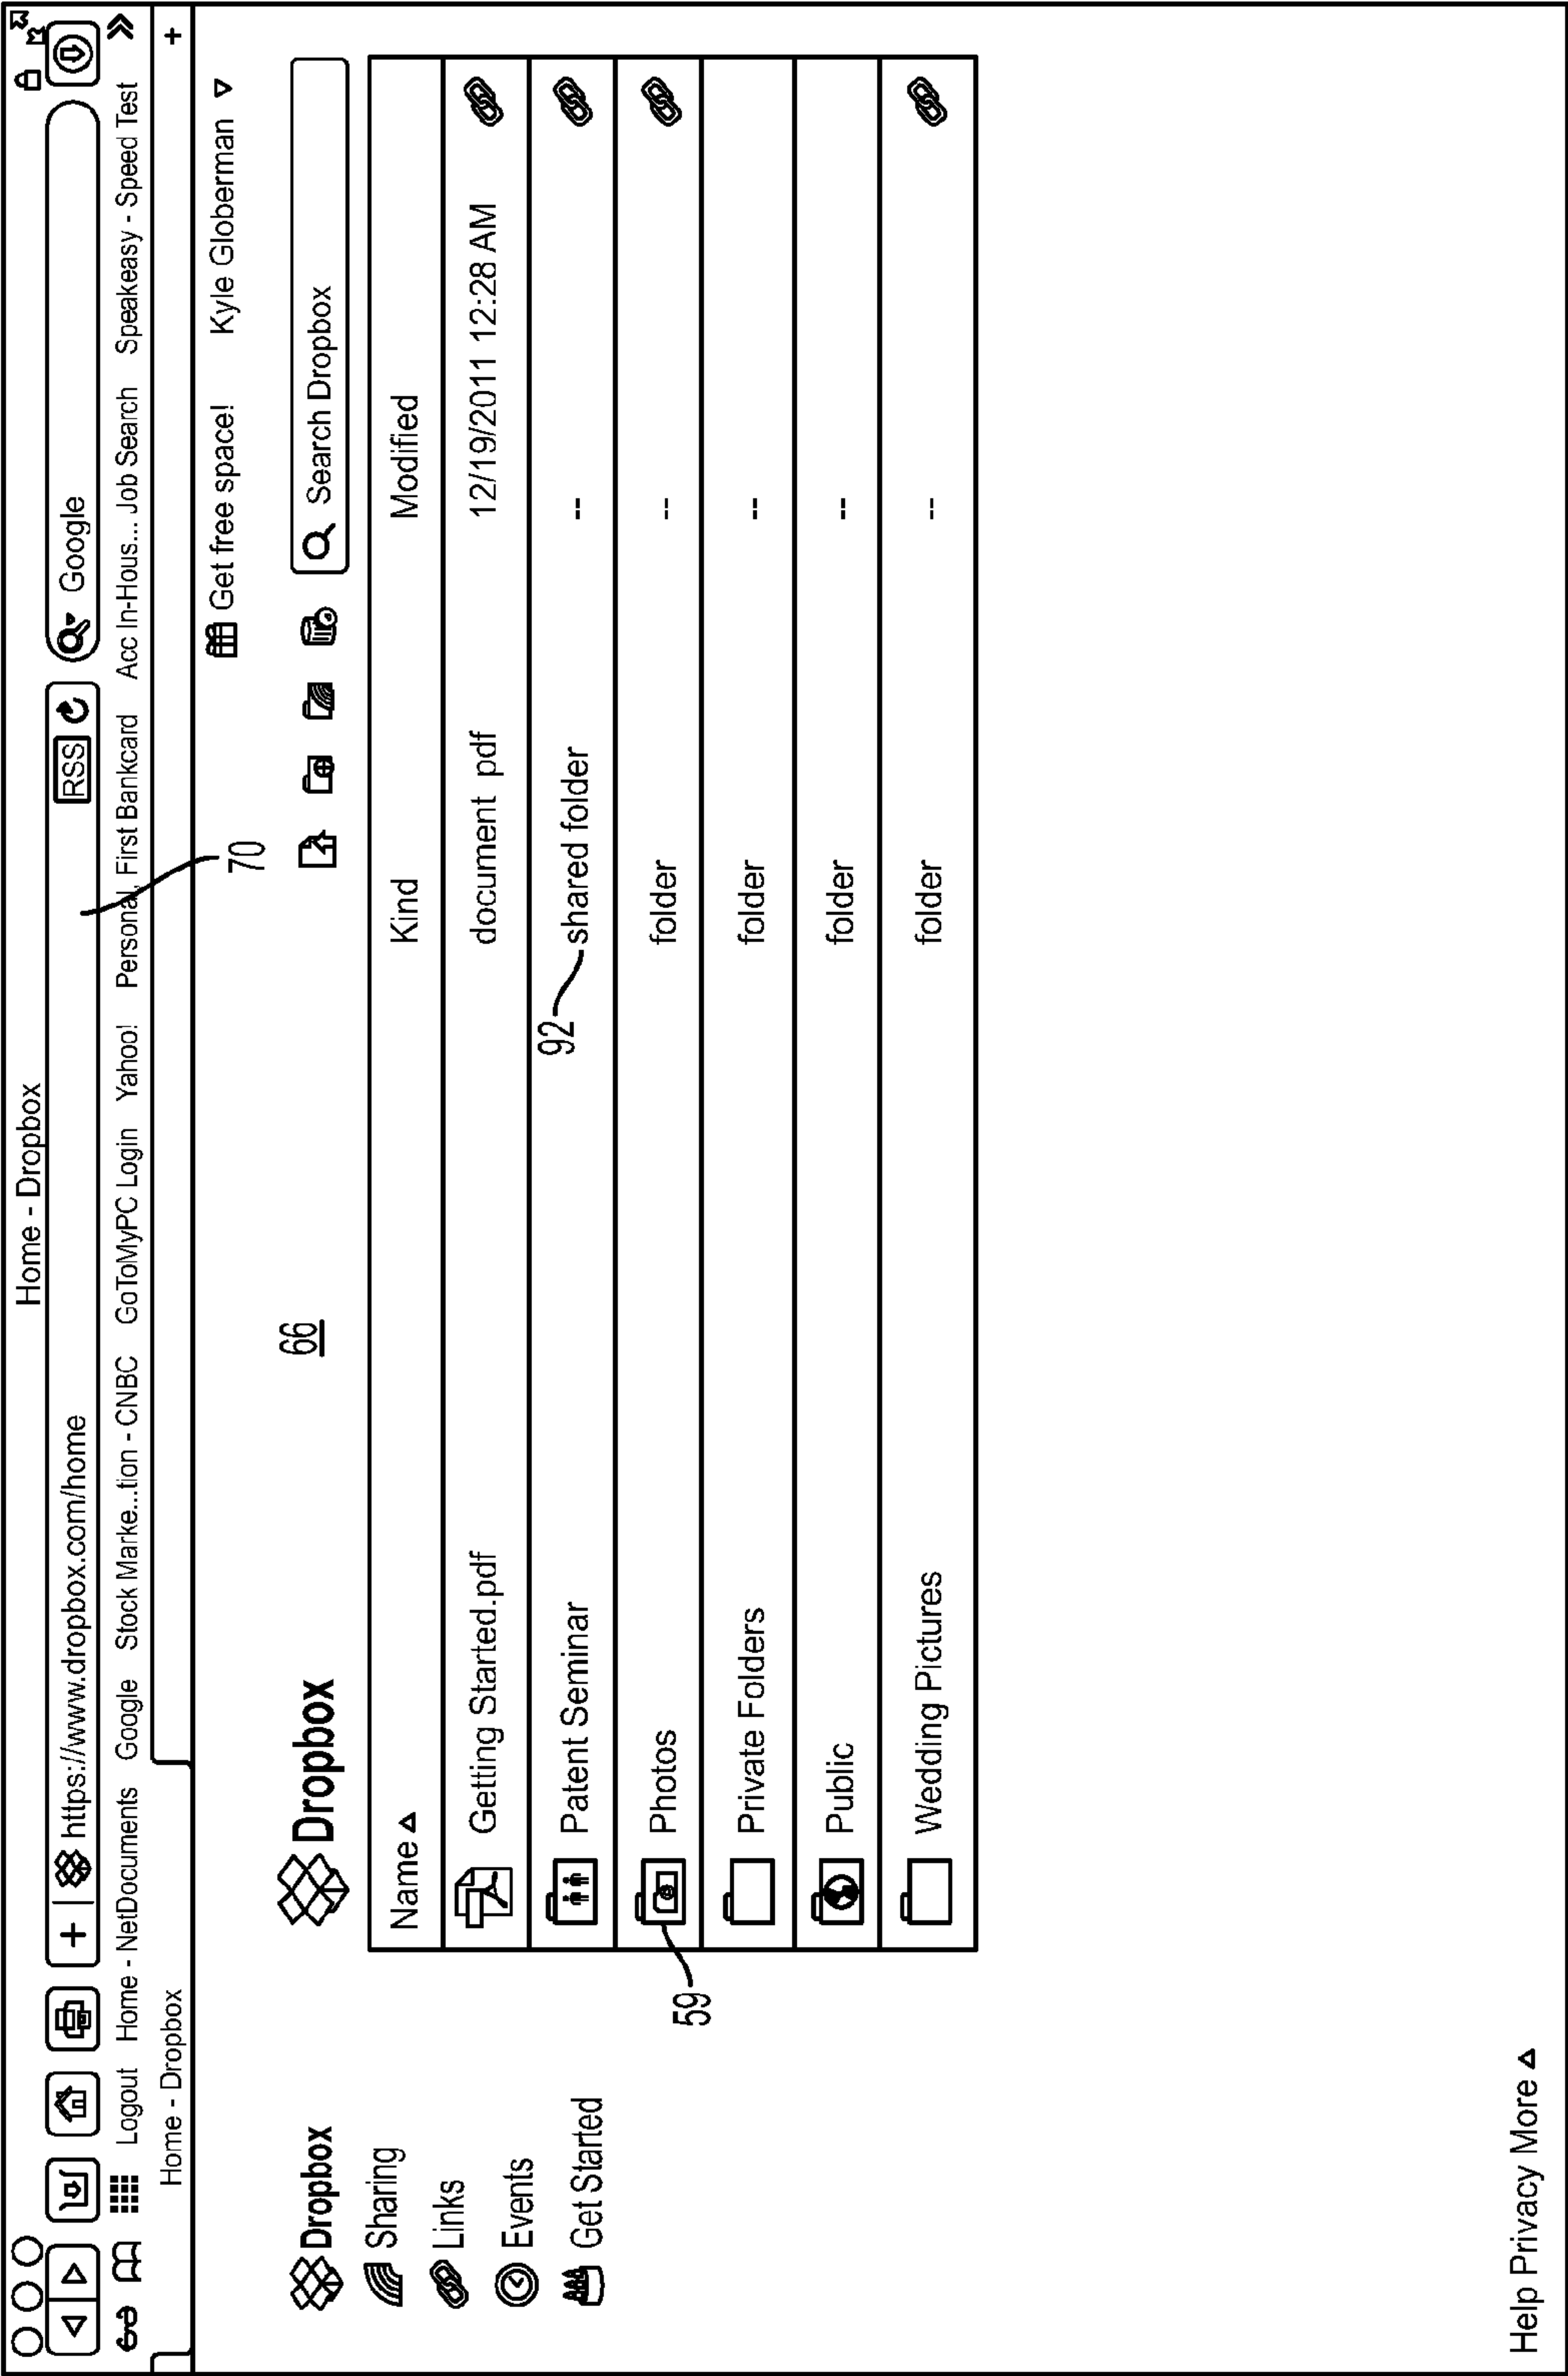 Home - Dropbox
+ https://www.dropbox.com/home RSS Google
Logout Home - NetDocuments Google Stock Marke...tion - CNBC GoToMyPC Login Yahoo! Personal, First Bankcard Acc In-Hous... Job Search Speakeasy - Speed Test »
Home - Dropbox +
Get free space! Kyle Globerman
70
66
Dropbox
Search Dropbox
Dropbox
Sharing
Links
Events
Get Started
Name Kind Modified
Getting Started.pdf document pdf 12/19/2011 12:28 AM
Patent Seminar 92 shared folder --
Photos folder --
59
Private Folders folder --
Public folder --
Wedding Pictures folder --
Help Privacy More